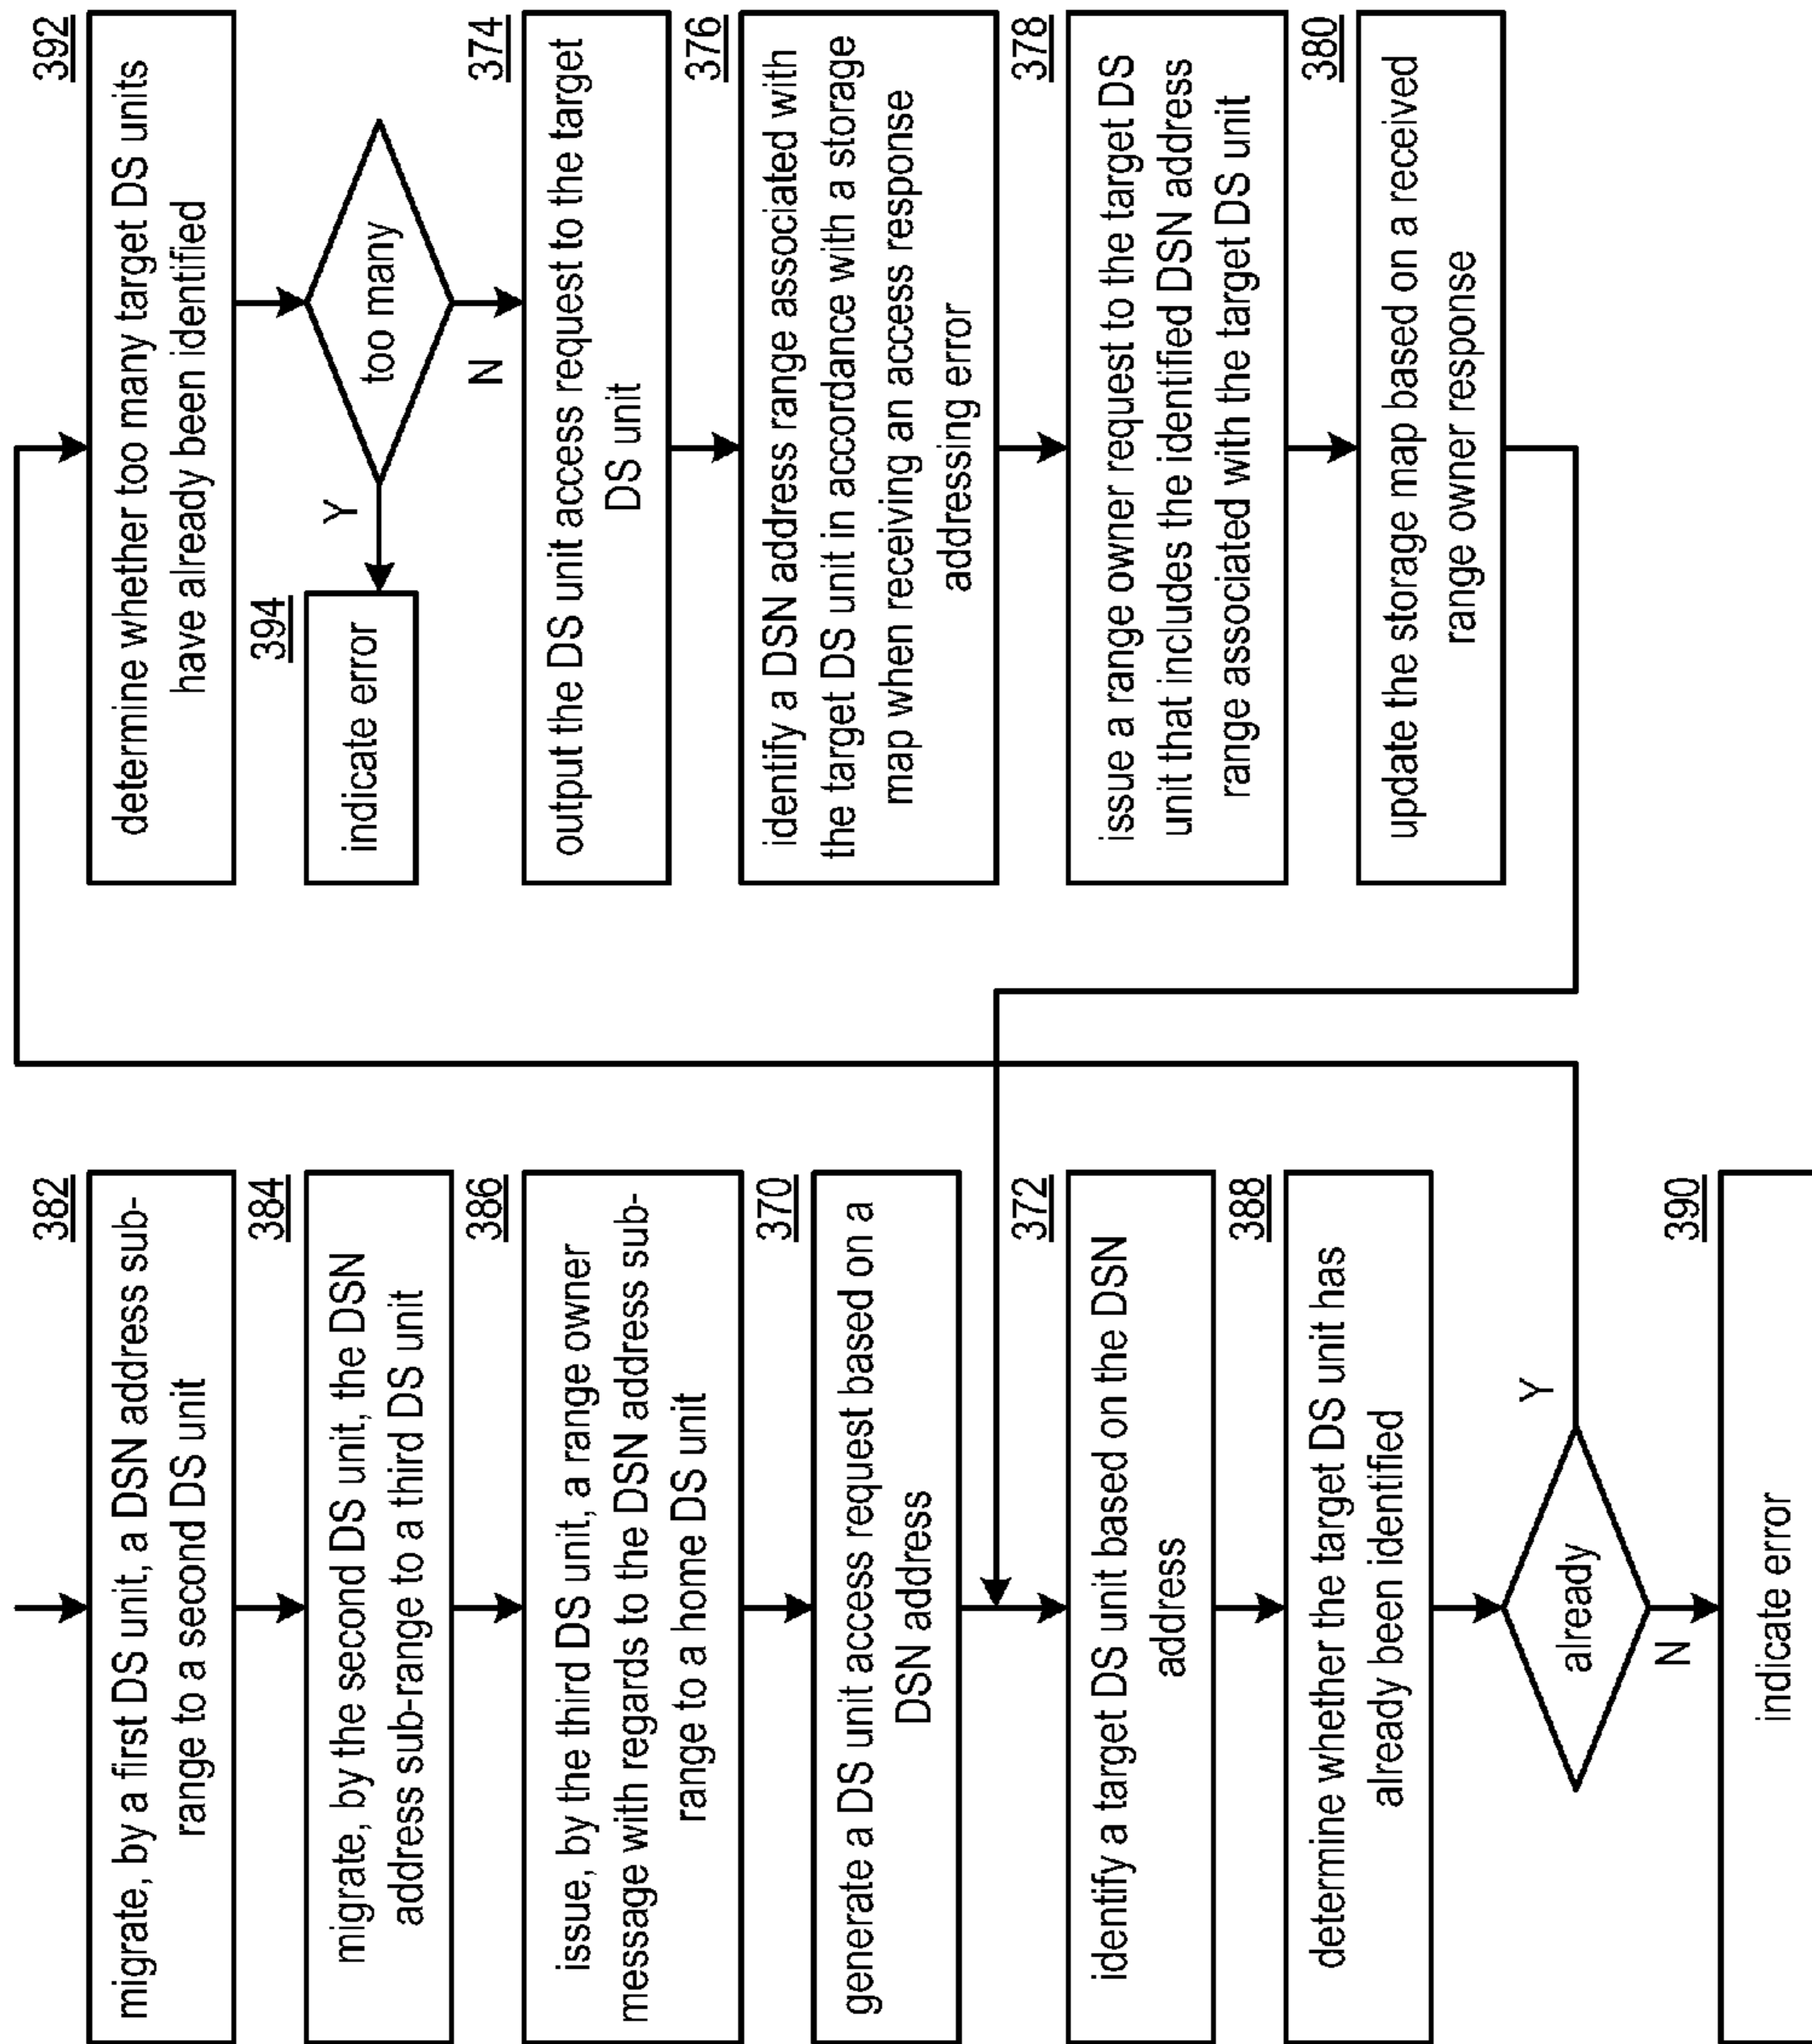 382
migrate, by a first DS unit, a DSN address sub-
range to a second DS unit
384
migrate, by the second DS unit, the DSN
address sub-range to a third DS unit
386
issue, by the third DS unit, a range owner
message with regards to the DSN address sub-
range to a home DS unit
370
generate a DS unit access request based on a
DSN address
372
identify a target DS unit based on the DSN
address
388
determine whether the target DS unit has
already been identified
already
Y
N
390
indicate error
392
determine whether too many target DS units
have already been identified
too many
Y
N
394
indicate error
374
output the DS unit access request to the target
DS unit
376
identify a DSN address range associated with
the target DS unit in accordance with a storage
map when receiving an access response
addressing error
378
issue a range owner request to the target DS
unit that includes the identified DSN address
range associated with the target DS unit
380
update the storage map based on a received
range owner response